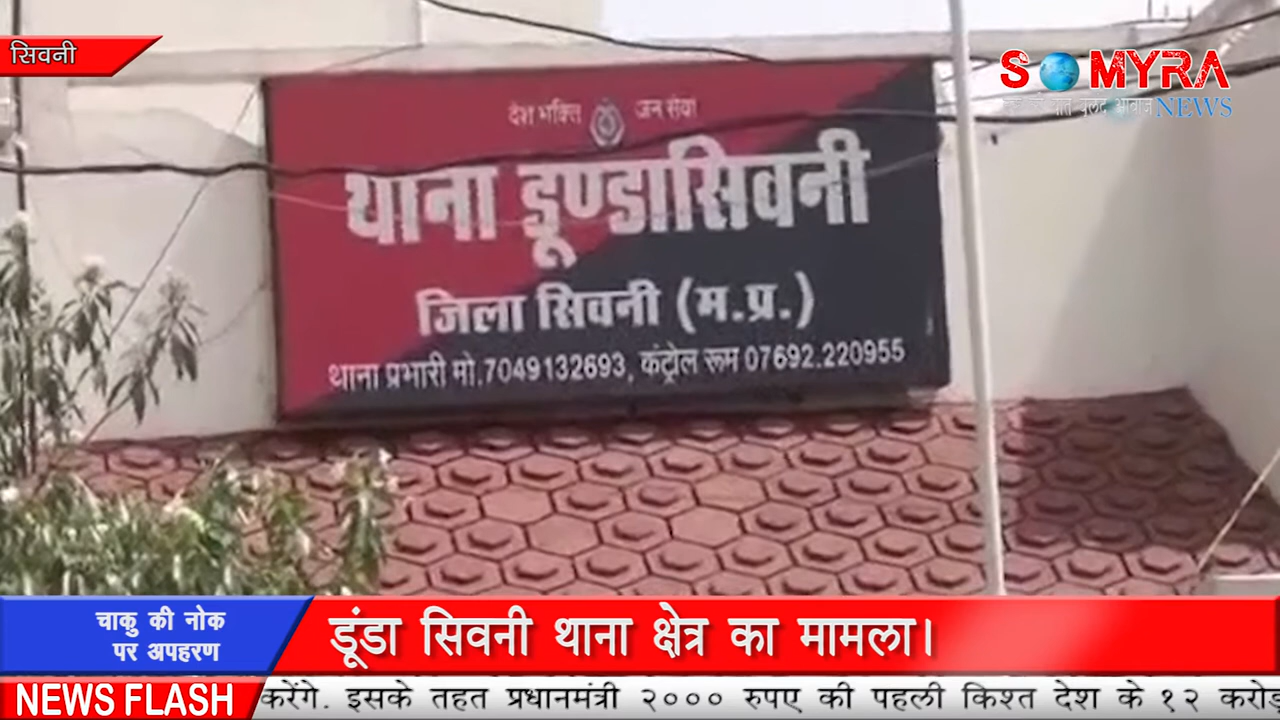 सिवनी
SOMYRA
NEWS
देश भक्ति जन सेवा
थाना डूण्डासिवनी
जिला सिवनी (म.प्र.)
थाना प्रभारी मो.7049132693, कंट्रोल रूम 07692.220955
चाकु की नोक
पर अपहरण
डूंडा सिवनी थाना क्षेत्र का मामला।
NEWS FLASH
करेंगे. इसके तहत प्रधानमंत्री २००० रुपए की पहली किश्त देश के १२ करोड़